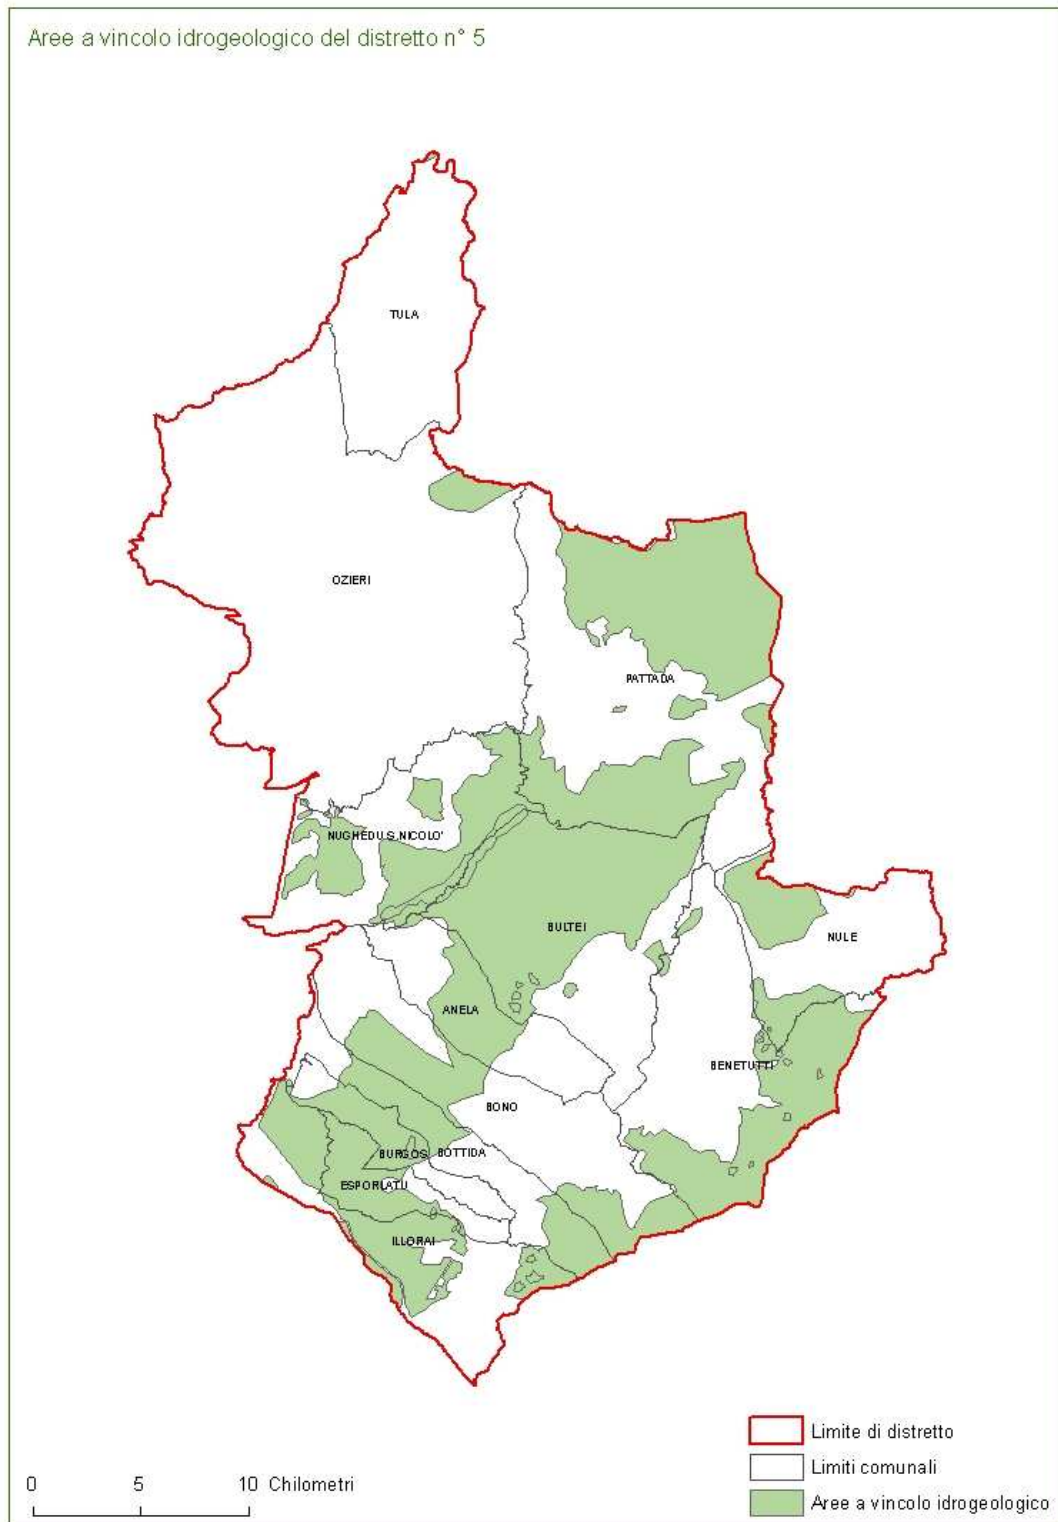 Aree a vincolo idrogeologico del distretto n° 5
TULA
OZIERI
PATTADA
NUGHEDU S. NICOLO'
BULTEI
NULE
ANELA
BENETUTTI
BONO
BURGOS
BOTTIDA
ESPORLATU
ILLORAI
Limite di distretto
Limiti comunali
Aree a vincolo idrogeologico
0 5 10 Chilometri